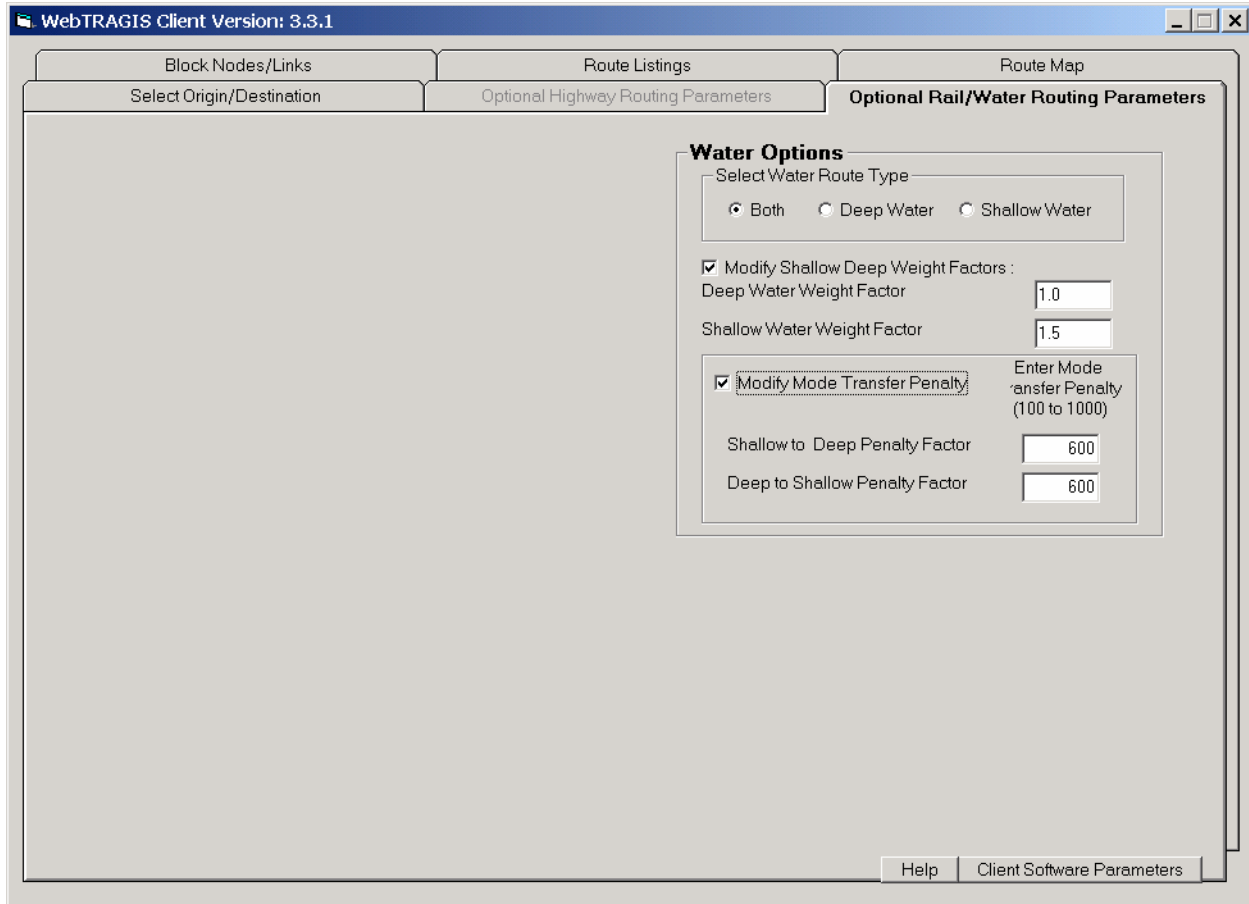 WebTRAGIS Client Version: 3.3.1
Block Nodes/Links
Route Listings
Route Map
Select Origin/Destination
Optional Highway Routing Parameters
Optional Rail/Water Routing Parameters
Water Options
Select Water Route Type
Both
Deep Water
Shallow Water
Modify Shallow Deep Weight Factors :
Deep Water Weight Factor
1.0
Shallow Water Weight Factor
1.5
Modify Mode Transfer Penalty
Enter Mode
ansfer Penalty
(100 to 1000)
Shallow to Deep Penalty Factor
600
Deep to Shallow Penalty Factor
600
Help
Client Software Parameters